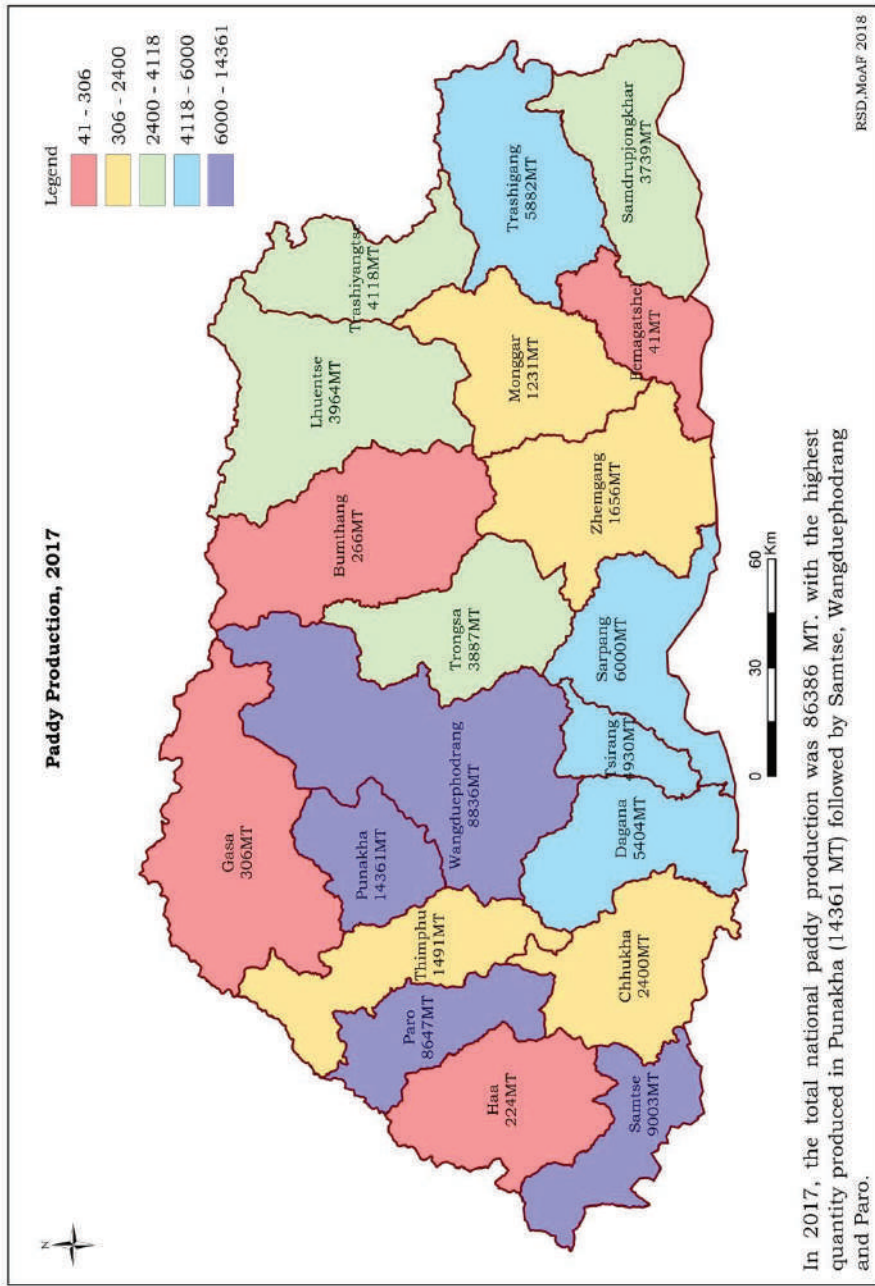 Paddy Production, 2017
N
Legend
41 - 306
306 - 2400
2400 - 4118
4118 - 6000
6000 - 14361
Gasa
306MT
Punakha
14361MT
Wangduephodrang
8836MT
Thimphu
1491MT
Paro
8647MT
Haa
224MT
Samtse
9003MT
Chhukha
2400MT
Dagana
5404MT
Tsirang
4930MT
Sarpang
6000MT
Trongsa
3887MT
Bumthang
266MT
Zhemgang
1656MT
Lhuentse
3964MT
Trashiyangtse
4118MT
Monggar
1231MT
Trashigang
5882MT
Pemagatshel
41MT
Samdrupjongkhar
3739MT
0 30 60
Km
In 2017, the total national paddy production was 86386 MT. with the highest
quantity produced in Punakha (14361 MT) followed by Samtse, Wangduephodrang
and Paro.
RSD,MoAF 2018